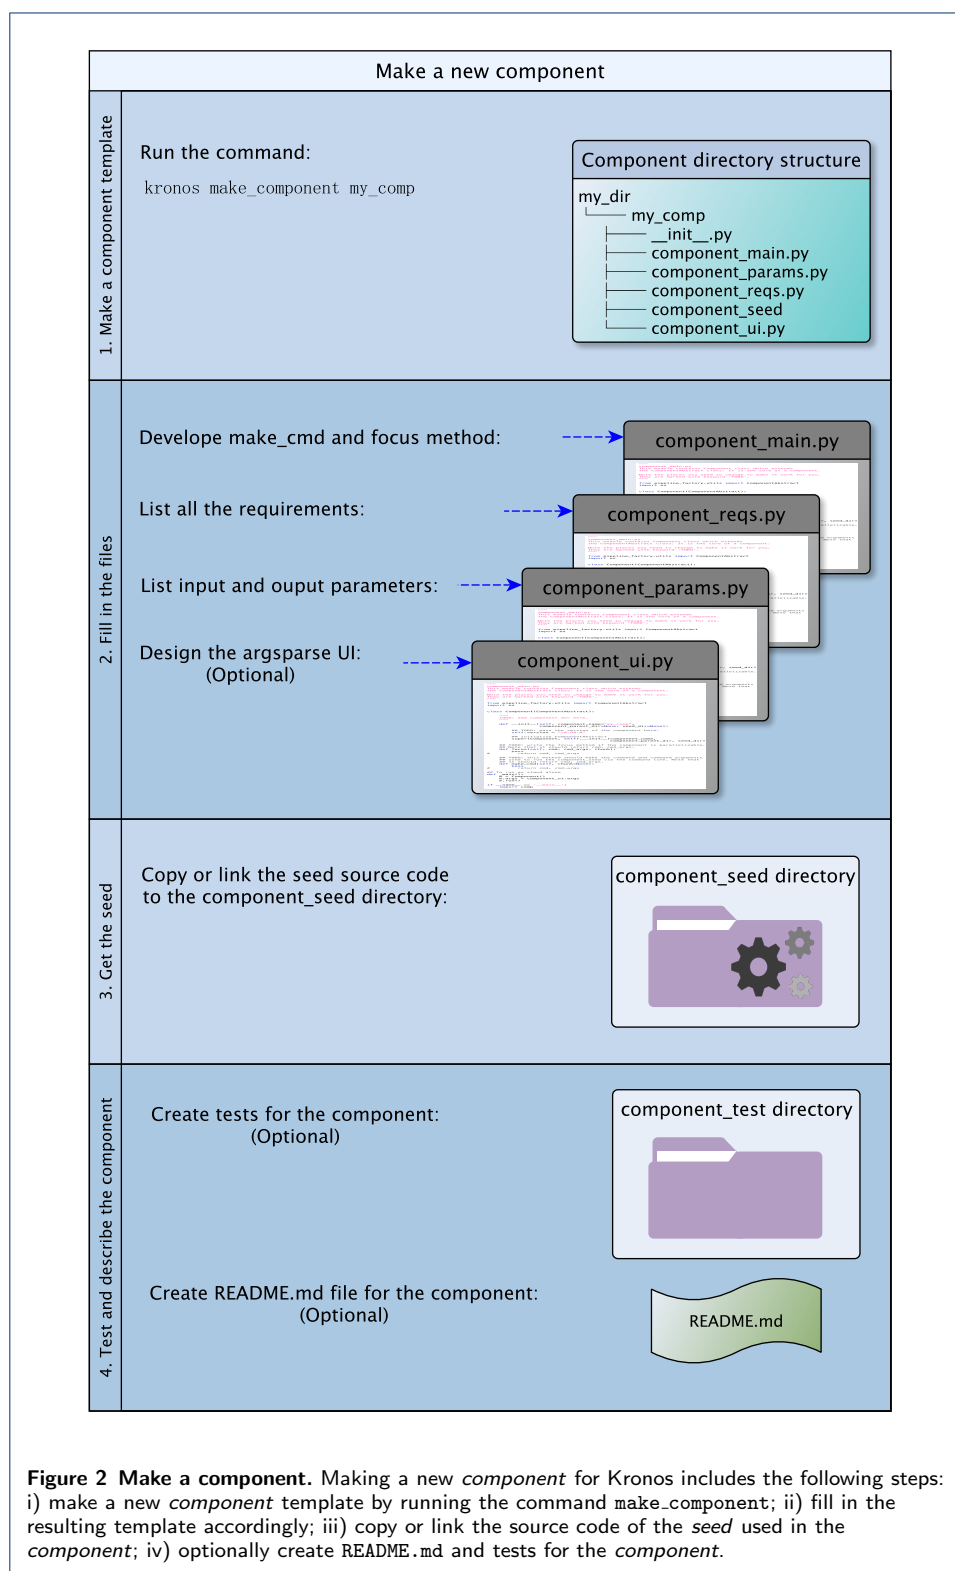 Make a new component
1. Make a component template
Run the command:
kronos make_component my_comp
Component directory structure
my_dir
my_comp
__init__.py
component_main.py
component_params.py
component_reqs.py
component_seed
component_ui.py
2. Fill in the files
Develope make_cmd and focus method:
component_main.py
List all the requirements:
component_reqs.py
List input and ouput parameters:
component_params.py
Design the argsparse UI:
(Optional)
component_ui.py
3. Get the seed
Copy or link the seed source code
to the component_seed directory:
component_seed directory
4. Test and describe the component
Create tests for the component:
(Optional)
component_test directory
Create README.md file for the component:
(Optional)
README.md
Figure 2 Make a component. Making a new component for Kronos includes the following steps:
i) make a new component template by running the command make_component; ii) fill in the
resulting template accordingly; iii) copy or link the source code of the seed used in the
component; iv) optionally create README.md and tests for the component.